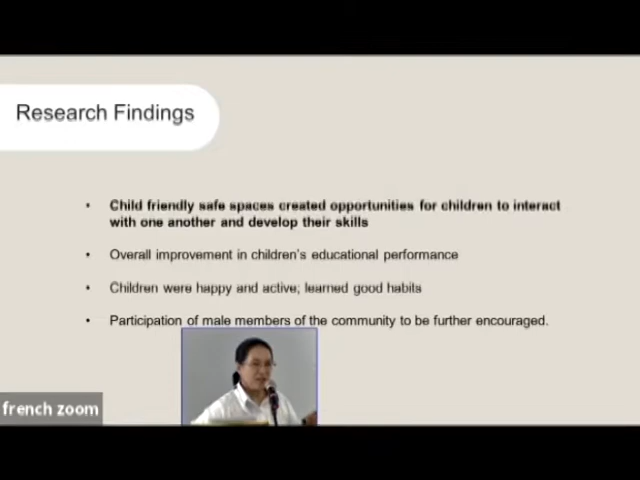 Research Findings
• Child friendly safe spaces created opportunities for children to interact
with one another and develop their skills
• Overall improvement in children's educational performance
• Children were happy and active; learned good habits
• Participation of male members of the community to be further encouraged.
french zoom